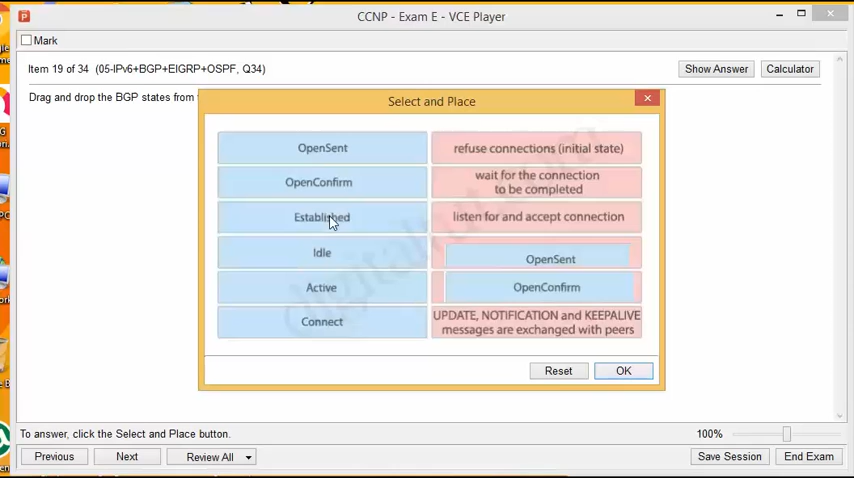 CCNP - Exam E - VCE Player
Mark
Item 19 of 34 (05-IPv6+BGP+EIGRP+OSPF, Q34)
Show Answer
Calculator
Drag and drop the BGP states from
Select and Place
OpenSent
refuse connections (initial state)
OpenConfirm
wait for the connection
to be completed
Established
listen for and accept connection
Idle
OpenSent
Active
OpenConfirm
Connect
UPDATE, NOTIFICATION and KEEPALIVE
messages are exchanged with peers
digitaltut.com
Reset
OK
To answer, click the Select and Place button.
100%
Previous
Next
Review All
Save Session
End Exam